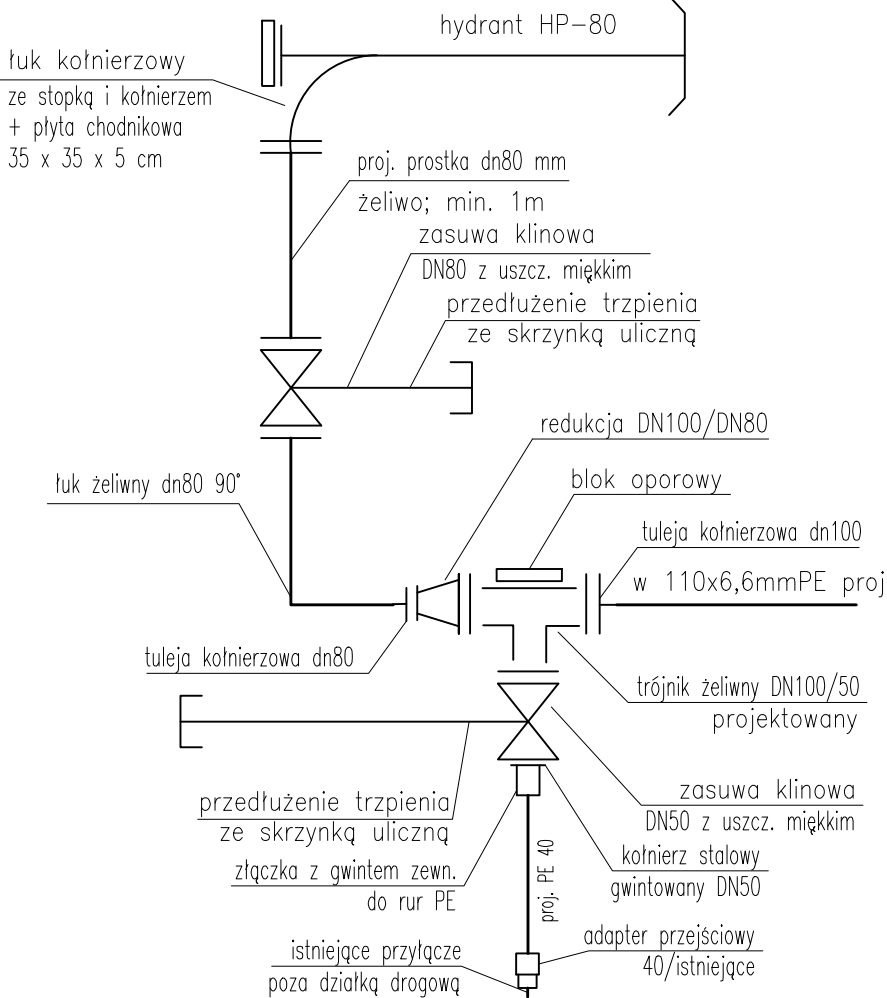 hydrant HP-80
łuk kołnierzowy
ze stopką i kołnierzem
+ płyta chodnikowa
35 x 35 x 5 cm
proj. prostka dn80 mm
żeliwo; min. 1m
zasuwa klinowa
DN80 z uszcz. miękkim
przedłużenie trzpienia
ze skrzynką uliczną
redukcja DN100/DN80
łuk żeliwny dn80 90°
blok oporowy
tuleja kołnierzowa dn100
w 110x6,6mmPE proj
tuleja kołnierzowa dn80
trójnik żeliwny DN100/50
projektowany
przedłużenie trzpienia
ze skrzynką uliczną
zasuwa klinowa
DN50 z uszcz. miękkim
złączka z gwintem zewn.
do rur PE
proj. PE 40
kołnierz stalowy
gwintowany DN50
istniejące przyłącze
poza działką drogową
adapter przejściowy
40/istniejące